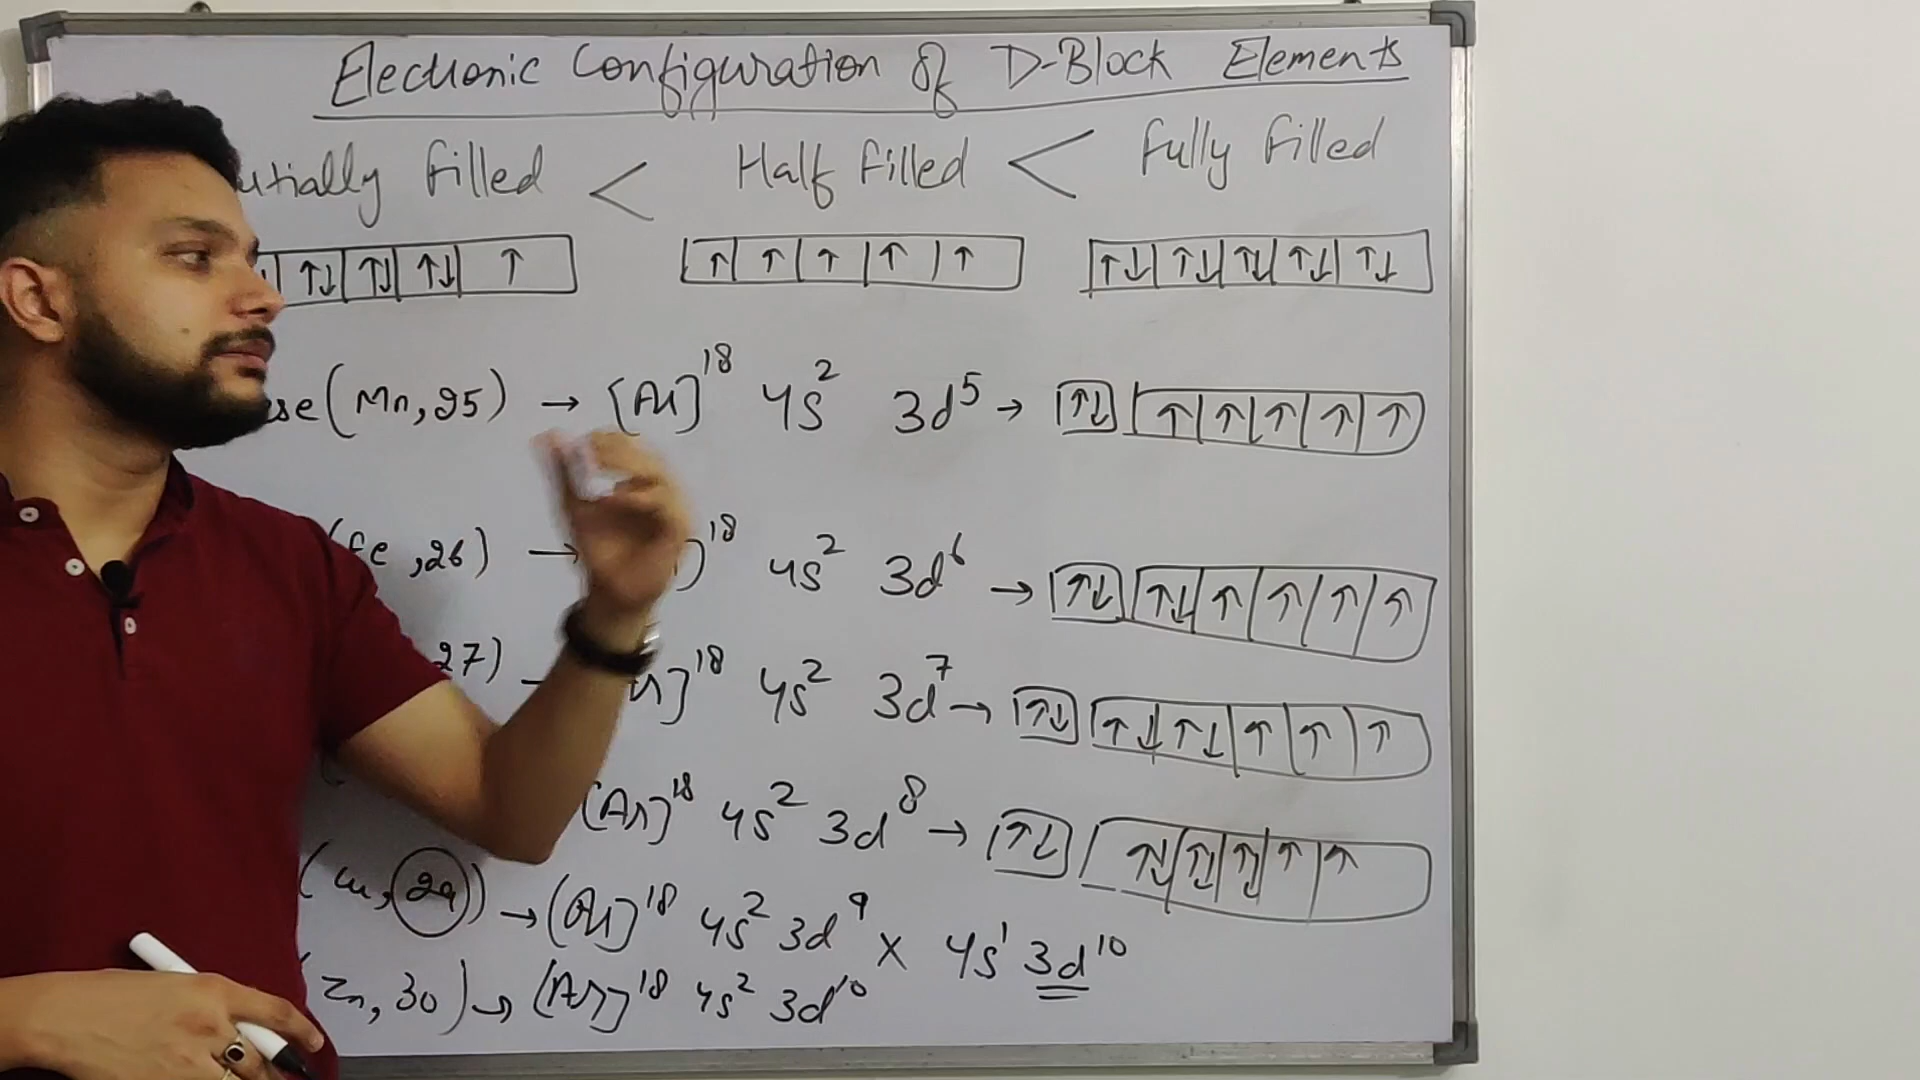 Electronic Configuration of D-Block Elements
utially filled < Half filled < fully filled
se (Mn, 25) → [Ar]¹⁸ 4s² 3d⁵ →
(fe, 26) → ]¹⁸ 4s² 3d⁶ →
27) r]¹⁸ 4s² 3d⁷ →
[Ar]¹⁸ 4s² 3d⁸ →
(Cu, 29) → [Ar]¹⁸ 4s² 3d⁹ × 4s¹ 3d¹⁰
(Zn, 30) → [Ar]¹⁸ 4s² 3d¹⁰